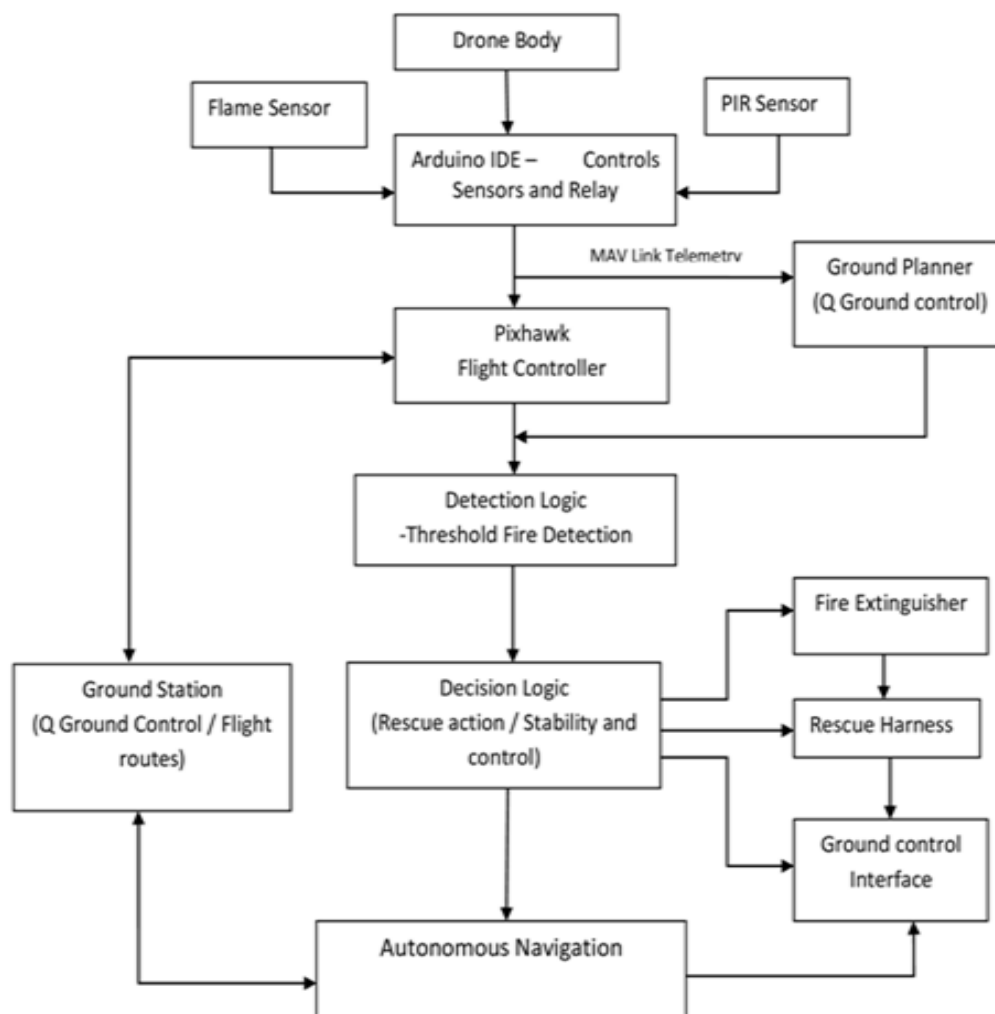 Drone Body
Flame Sensor
PIR Sensor
Arduino IDE – Controls
Sensors and Relay
MAV Link Telemetry
Ground Planner
(Q Ground control)
Pixhawk
Flight Controller
Detection Logic
-Threshold Fire Detection
Fire Extinguisher
Ground Station
(Q Ground Control / Flight
routes)
Decision Logic
(Rescue action / Stability and
control)
Rescue Harness
Ground control
Interface
Autonomous Navigation